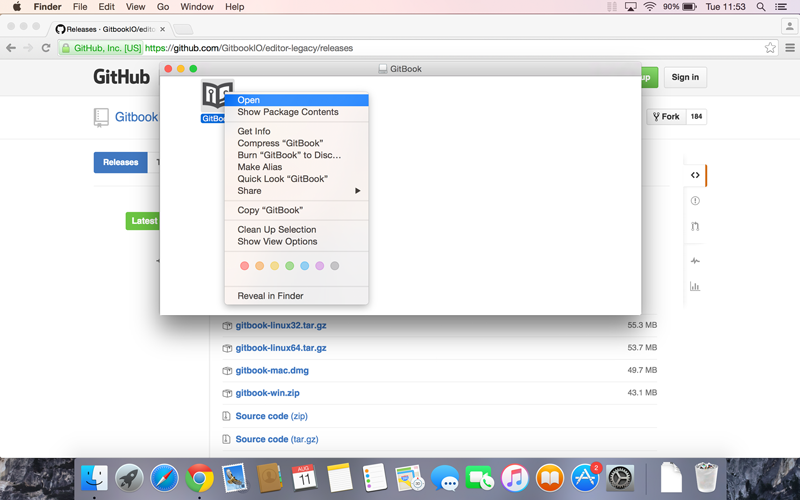 Finder File Edit View Go Window Help 90% Tue 11:53
Releases · GitbookIO/edito
GitHub, Inc. [US] https://github.com/GitbookIO/editor-legacy/releases
GitBook
GitHub
up Sign in
Gitbook
Fork 184
Open
Show Package Contents
Get Info
Compress “GitBook”
Burn “GitBook” to Disc…
Make Alias
Quick Look “GitBook”
Share
Copy “GitBook”
Clean Up Selection
Show View Options
Reveal in Finder
Releases
Latest
gitbook-linux32.tar.gz 55.3 MB
gitbook-linux64.tar.gz 53.7 MB
gitbook-mac.dmg 49.7 MB
gitbook-win.zip 43.1 MB
Source code (zip)
Source code (tar.gz)
AUG
11
2